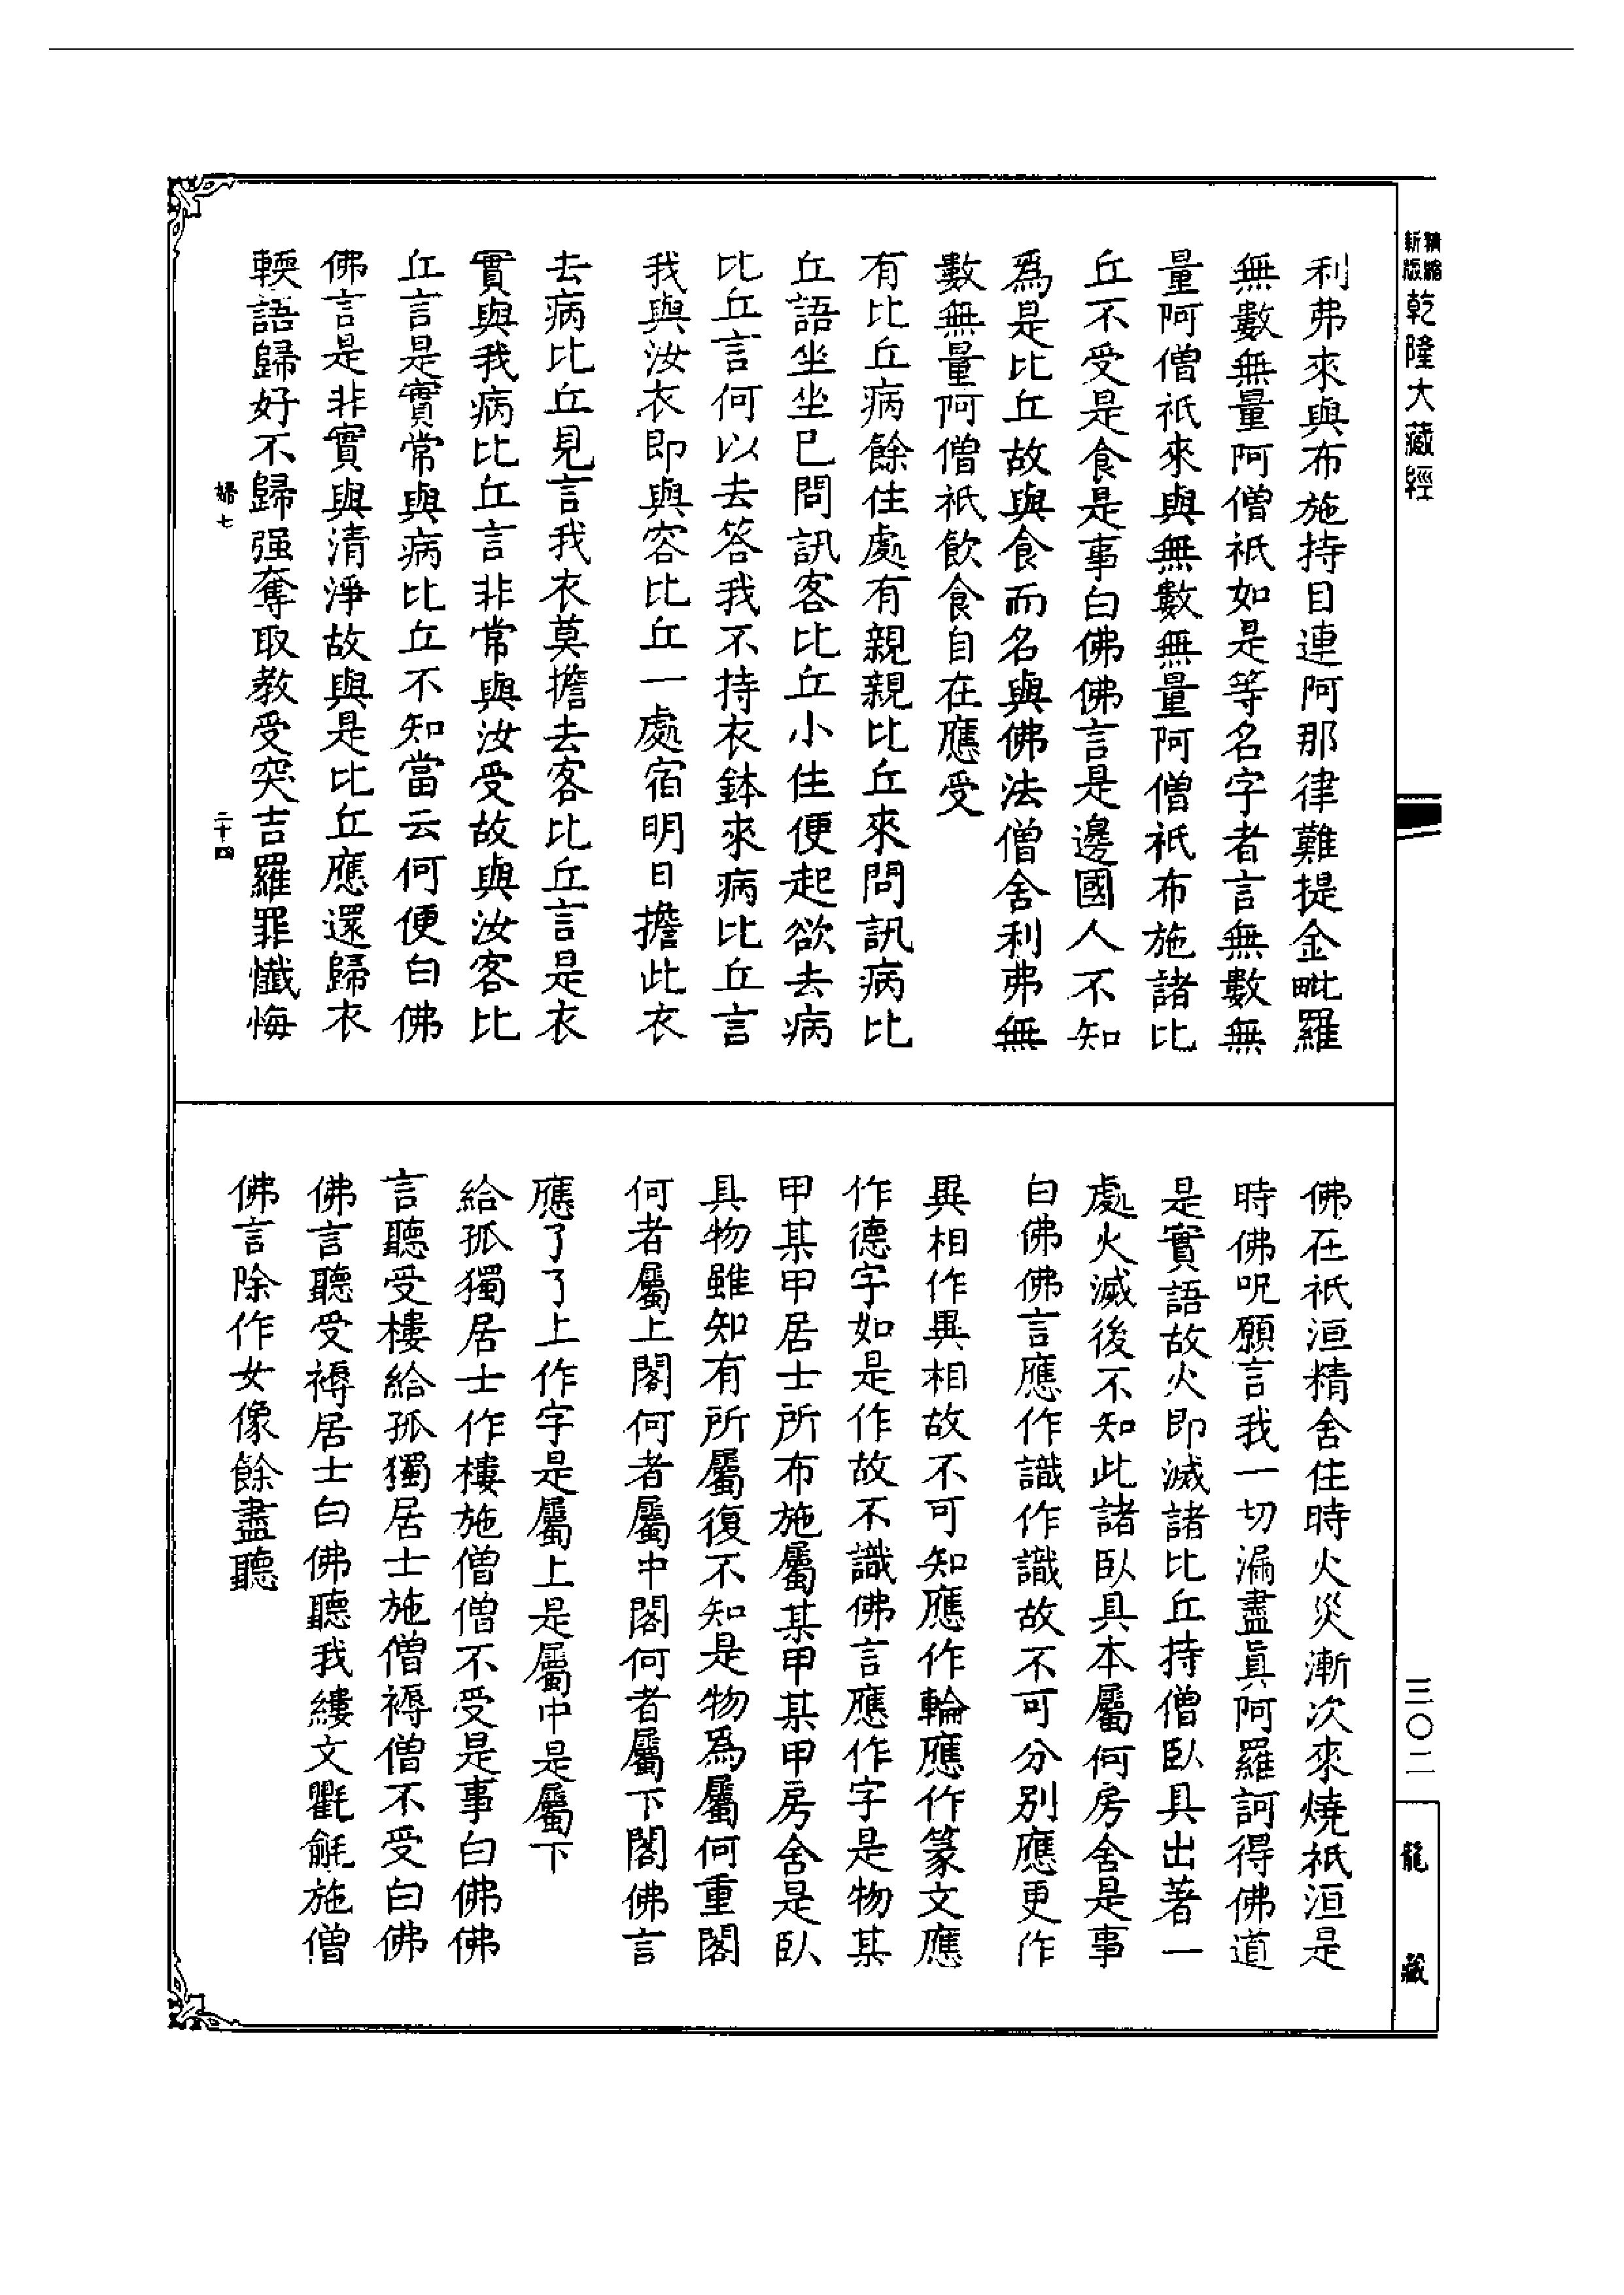 精縮新版乾隆大藏經
利弗來與布施持目連阿那律難提金毗羅
無數無量阿僧祇如是等名字者言無數無
量阿僧祇來與無數無量阿僧祇布施諸比
丘不受是食是事白佛佛言是邊國人不知
為是比丘故與食而名與佛法僧舍利弗無
數無量阿僧祇飲食自在應受
有比丘病餘住處有親親比丘來問訊病比
丘語坐坐已問訊客比丘小住便起欲去病
比丘言何以去答我不持衣鉢來病比丘言
我與汝衣即與客比丘一處宿明日擔此衣
去病比丘見言我衣莫擔去客比丘言是衣
實與我病比丘言非常與汝受故與汝客比
丘言是實常與病比丘不知當云何便白佛
佛言是非實與清淨故與是比丘應還歸衣
輭語歸好不歸强奪取教受突吉羅罪懺悔
婦七
二十四
佛在祇洹精舍住時火災漸次來燒祇洹是
時佛呪願言我一切漏盡眞阿羅訶得佛道
是實語故火即滅諸比丘持僧臥具出著一
處火滅後不知此諸臥具本屬何房舍是事
白佛佛言應作識作識故不可分別應更作
異相作異相故不可知應作輪應作篆文應
作德字如是作故不識佛言應作字是物某
甲某甲居士所布施屬某甲某甲房舍是臥
具物雖知有所屬復不知是物為屬何重閣
何者屬上閣何者屬中閣何者屬下閣佛言
應了了上作字是屬上是屬中是屬下
給孤獨居士作樓施僧僧不受是事白佛佛
言聽受樓給孤獨居士施僧褥僧不受白佛
佛言聽受褥居士白佛聽我縷文氍𣯜施僧
佛言除作女像餘盡聽
三〇二
龍藏